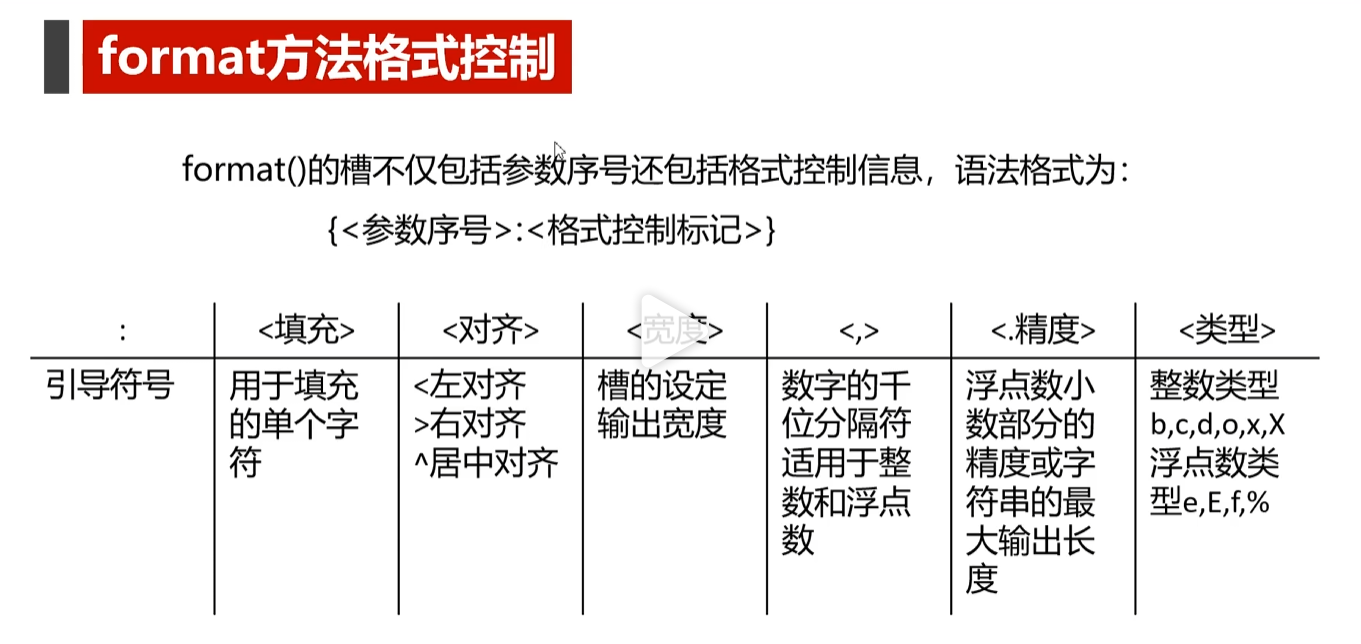 format方法格式控制
format()的槽不仅包括参数序号还包括格式控制信息，语法格式为：
{<参数序号>:<格式控制标记>}
:
<填充>
<对齐>
<宽度>
<,>
<.精度>
<类型>
引导符号
用于填充
的单个字
符
<左对齐
>右对齐
^居中对齐
槽的设定
输出宽度
数字的千
位分隔符
适用于整
数和浮点
数
浮点数小
数部分的
精度或字
符串的最
大输出长
度
整数类型
b,c,d,o,x,X
浮点数类
型e,E,f,%